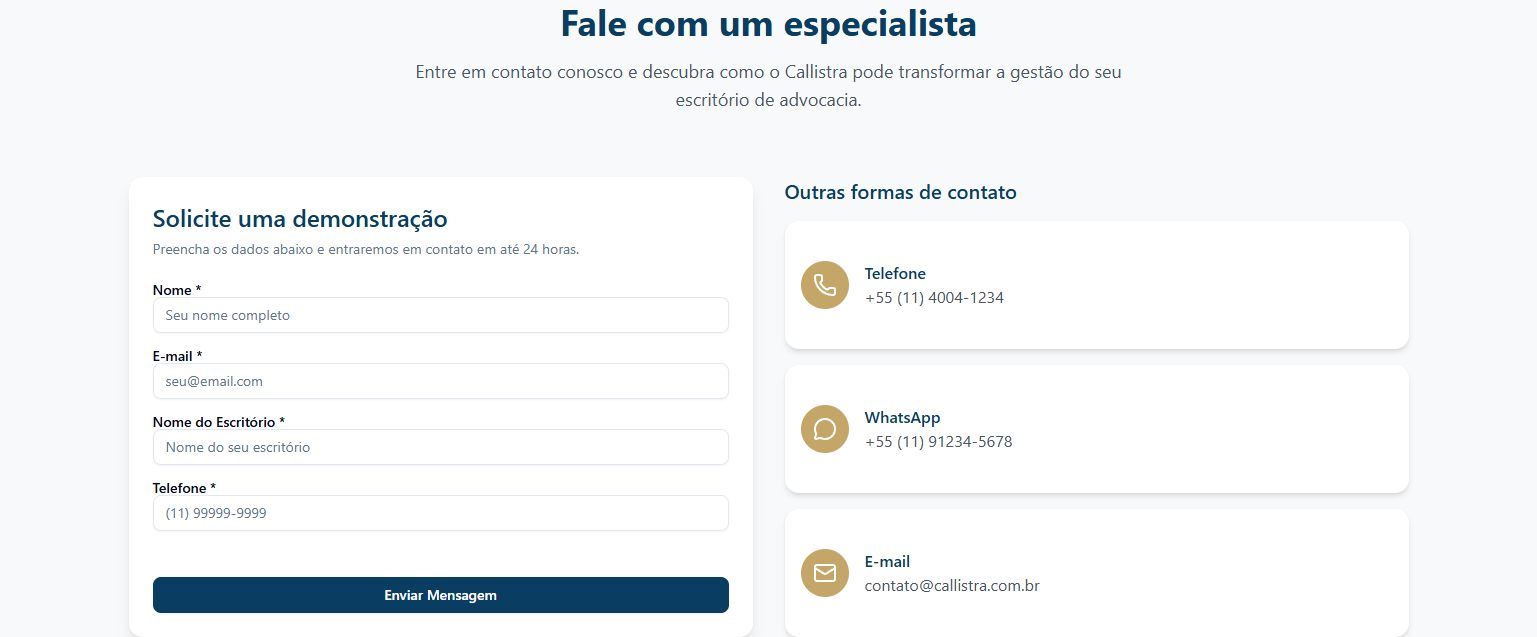 Fale com um especialista
Entre em contato conosco e descubra como o Callistra pode transformar a gestão do seu
escritório de advocacia.
Solicite uma demonstração
Preencha os dados abaixo e entraremos em contato em até 24 horas.
Nome *
Seu nome completo
E-mail *
seu@email.com
Nome do Escritório *
Nome do seu escritório
Telefone *
(11) 99999-9999
Enviar Mensagem
Outras formas de contato
Telefone
+55 (11) 4004-1234
WhatsApp
+55 (11) 91234-5678
E-mail
contato@callistra.com.br